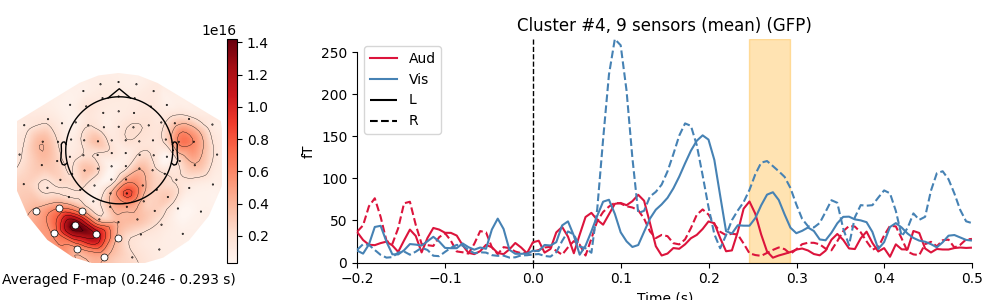 Cluster #4, 9 sensors (mean) (GFP)
1e16
1.4
1.2
1.0
0.8
0.6
0.4
0.2
Averaged F-map (0.246 - 0.293 s)
fT
250
200
150
100
50
0
Aud
Vis
L
R
−0.2
−0.1
0.0
0.1
0.2
0.3
0.4
0.5
Time (s)